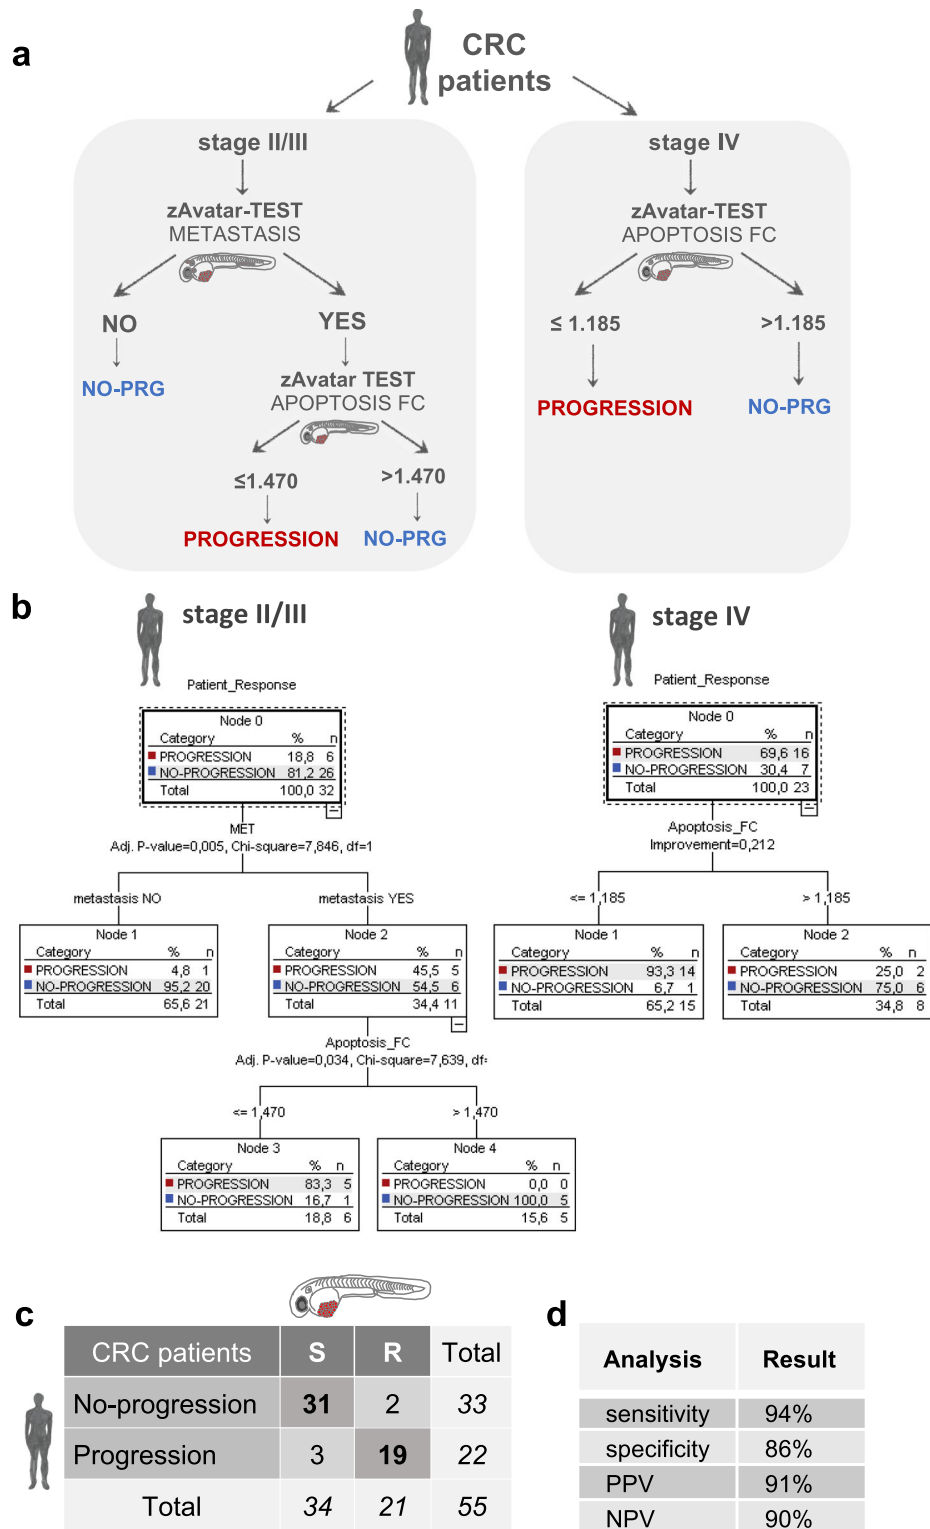 a
CRC
patients
stage II/III
zAvatar-TEST
METASTASIS
NO
YES
NO-PRG
zAvatar TEST
APOPTOSIS FC
≤1.470
>1.470
PROGRESSION
NO-PRG
stage IV
zAvatar-TEST
APOPTOSIS FC
≤ 1.185
>1.185
PROGRESSION
NO-PRG
b
stage II/III
Patient_Response
Node 0
Category % n
PROGRESSION 18,8 6
NO-PROGRESSION 81,2 26
Total 100,0 32
MET
Adj. P-value=0,005, Chi-square=7,846, df=1
metastasis NO
metastasis YES
Node 1
Category % n
PROGRESSION 4,8 1
NO-PROGRESSION 95,2 20
Total 65,6 21
Node 2
Category % n
PROGRESSION 45,5 5
NO-PROGRESSION 54,5 6
Total 34,4 11
Apoptosis_FC
Adj. P-value=0,034, Chi-square=7,639, df=
<= 1,470
> 1,470
Node 3
Category % n
PROGRESSION 83,3 5
NO-PROGRESSION 16,7 1
Total 18,8 6
Node 4
Category % n
PROGRESSION 0,0 0
NO-PROGRESSION 100,0 5
Total 15,6 5
stage IV
Patient_Response
Node 0
Category % n
PROGRESSION 69,6 16
NO-PROGRESSION 30,4 7
Total 100,0 23
Apoptosis_FC
Improvement=0,212
<= 1,185
> 1,185
Node 1
Category % n
PROGRESSION 93,3 14
NO-PROGRESSION 6,7 1
Total 65,2 15
Node 2
Category % n
PROGRESSION 25,0 2
NO-PROGRESSION 75,0 6
Total 34,8 8
c
CRC patients S R Total
No-progression 31 2 33
Progression 3 19 22
Total 34 21 55
d
Analysis Result
sensitivity 94%
specificity 86%
PPV 91%
NPV 90%